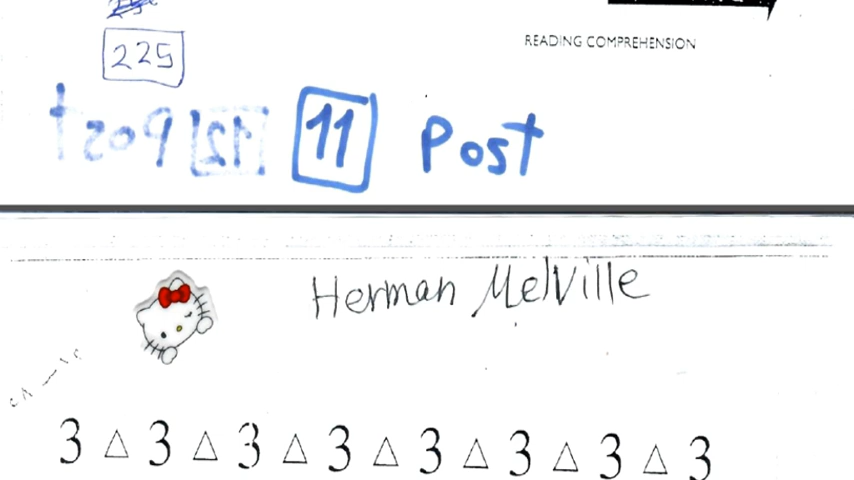 225
READING COMPREHENSION
11 Post
Herman Melville
3 △ 3 △ 3 △ 3 △ 3 △ 3 △ 3 △ 3